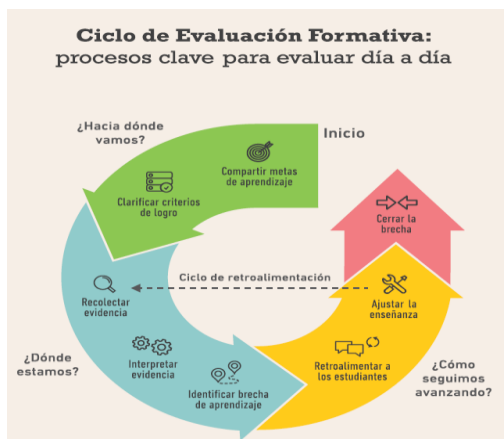 Ciclo de Evaluación Formativa:
procesos clave para evaluar día a día
Inicio
¿Hacia dónde
vamos?
Compartir metas
de aprendizaje
Clarificar criterios
de logro
Recolectar
evidencia
Ciclo de retroalimentación
¿Dónde
estamos?
Interpretar
evidencia
Identificar brecha
de aprendizaje
Retroalimentar a
los estudiantes
¿Cómo
seguimos
avanzando?
Ajustar la
enseñanza
Cerrar la
brecha